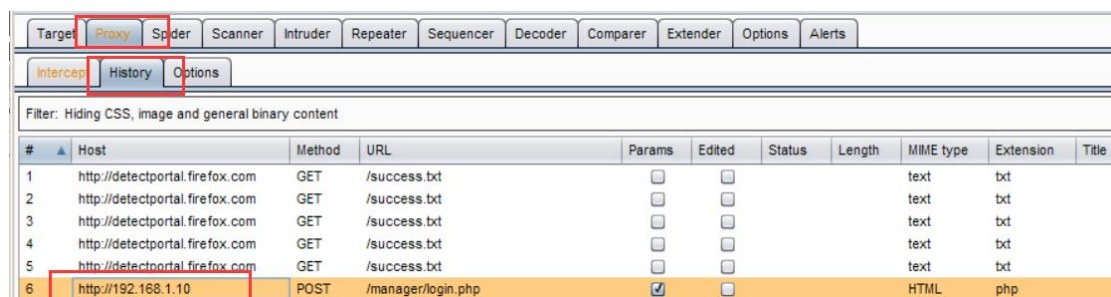 Target Proxy Spider Scanner Intruder Repeater Sequencer Decoder Comparer Extender Options Alerts
Intercept History Options
Filter: Hiding CSS, image and general binary content
# Host Method URL Params Edited Status Length MIME type Extension Title
1 http://detectportal.firefox.com GET /success.txt text txt
2 http://detectportal.firefox.com GET /success.txt text txt
3 http://detectportal.firefox.com GET /success.txt text txt
4 http://detectportal.firefox.com GET /success.txt text txt
5 http://detectportal.firefox.com GET /success.txt text txt
6 http://192.168.1.10 POST /manager/login.php HTML php